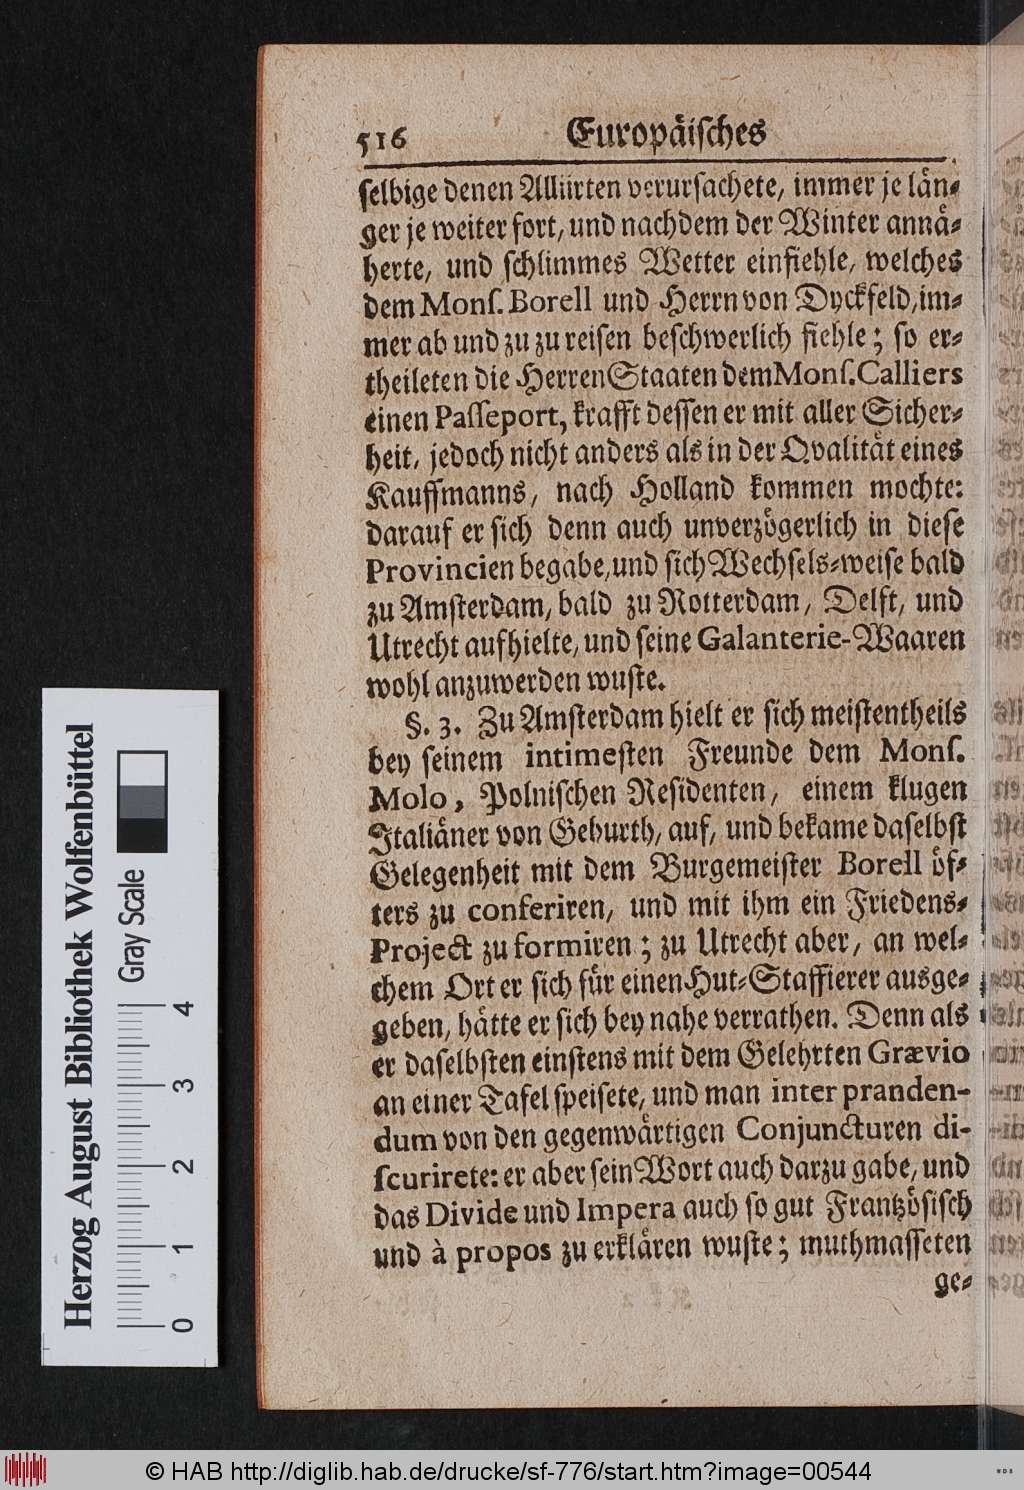 516 Europäiſches
ſelbige denen Alliirten verurſachete, immer je län⸗
ger je weiter fort, und nachdem der Winter annä⸗
herte, und ſchlimmes Wetter einfiehle, welches
dem Monſ. Borell und Herrn von Dyckfeld, im⸗
mer ab und zu zu reiſen beſchwerlich fiehle; ſo er⸗
theileten die Herren Staaten dem Monſ. Calliers
einen Paſſeport, krafft deſſen er mit aller Sicher⸗
heit, jedoch nicht anders als in der Qvalität eines
Kauffmanns, nach Holland kommen mochte:
darauf er ſich denn auch unverzögerlich in dieſe
Provincien begabe, und ſich Wechſels⸗weiſe bald
zu Amſterdam, bald zu Rotterdam, Delft, und
Utrecht aufhielte, und ſeine Galanterie-Waaren
wohl anzuwerden wuſte.
§. 3. Zu Amſterdam hielt er ſich meiſtentheils
bey ſeinem intimeſten Freunde dem Monſ.
Molo, Polniſchen Reſidenten, einem klugen
Italiäner von Geburth, auf, und bekame daſelbſt
Gelegenheit mit dem Burgemeiſter Borell öf⸗
ters zu conferiren, und mit ihm ein Friedens⸗
Project zu formiren; zu Utrecht aber, an wel⸗
chem Ort er ſich für einen Hut⸗Staffierer ausge⸗
geben, hätte er ſich bey nahe verrathen. Denn als
er daſelbſten einſtens mit dem Gelehrten Grævio
an einer Tafel ſpeiſete, und man inter pranden-
dum von den gegenwärtigen Conjuncturen di-
ſcurirete: er aber ſein Wort auch darzu gabe, und
das Divide und Impera auch ſo gut Frantzöſiſch
und à propos zu erklären wuſte; muthmaſſeten
ge⸗
Herzog August Bibliothek Wolfenbüttel
Gray Scale
0 1 2 3 4
© HAB http://diglib.hab.de/drucke/sf-776/start.htm?image=00544